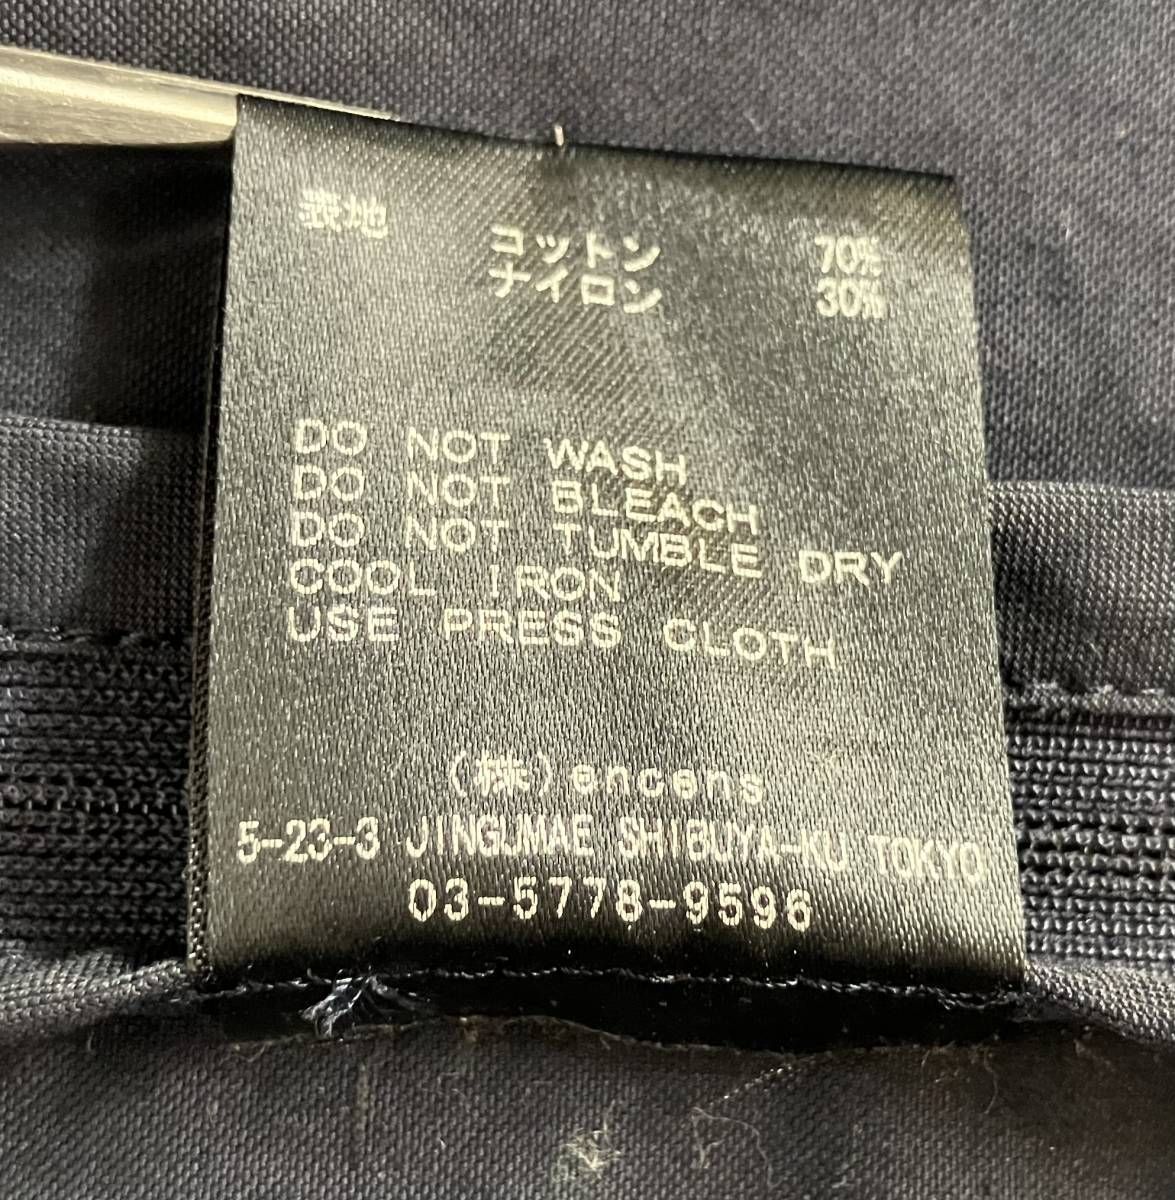 表地 コットン 70%
ナイロン 30%
DO NOT WASH
DO NOT BLEACH
DO NOT TUMBLE DRY
COOL IRON
USE PRESS CLOTH
(株)encens
5-23-3 JINGUMAE SHIBUYA-KU TOKYO
03-5778-9596